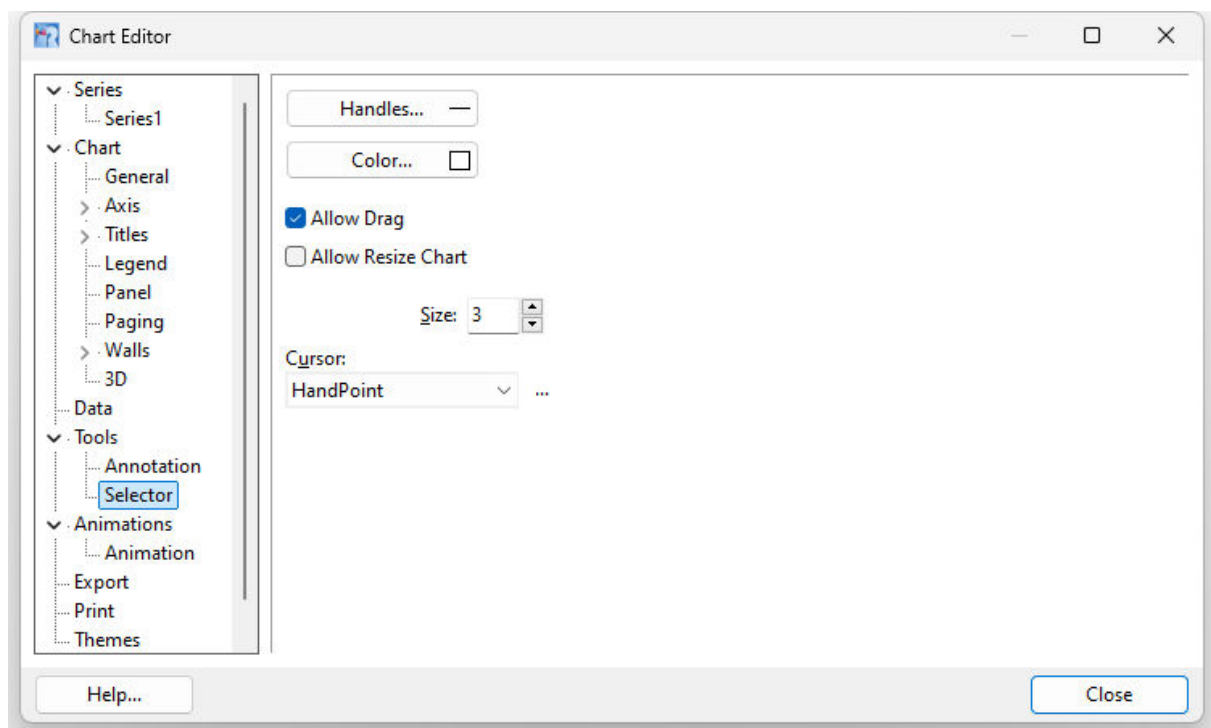 Chart Editor
Series
Series1
Chart
General
Axis
Titles
Legend
Panel
Paging
Walls
3D
Data
Tools
Annotation
Selector
Animations
Animation
Export
Print
Themes
Handles...
Color...
Allow Drag
Allow Resize Chart
Size: 3
Cursor:
HandPoint ...
Help...
Close